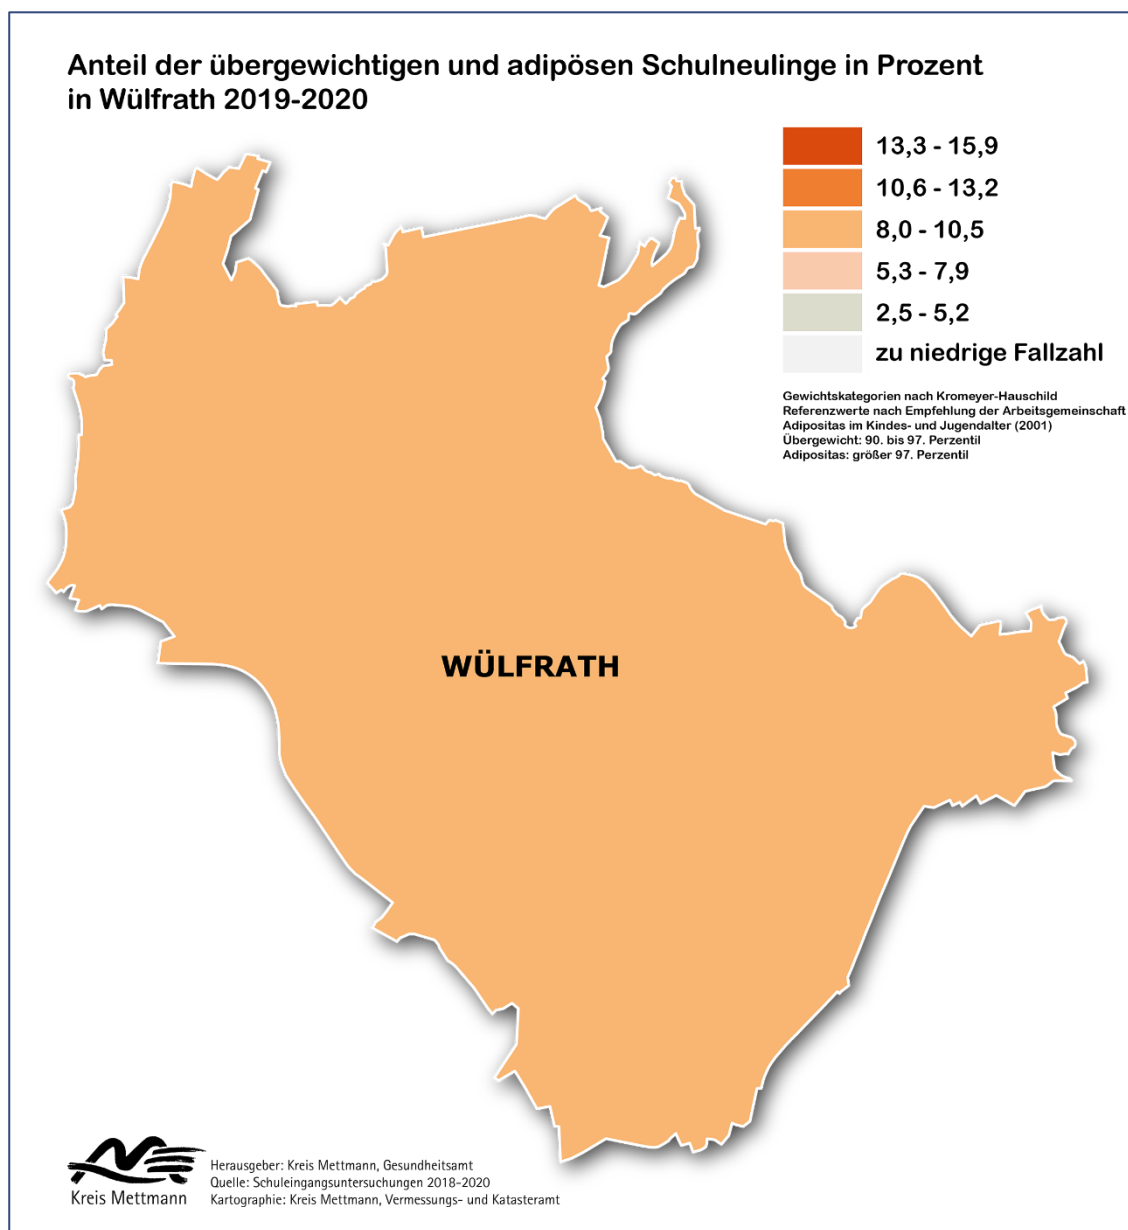 Anteil der übergewichtigen und adipösen Schulneulinge in Prozent
in Wülfrath 2019-2020
13,3 - 15,9
10,6 - 13,2
8,0 - 10,5
5,3 - 7,9
2,5 - 5,2
zu niedrige Fallzahl
Gewichtskategorien nach Kromeyer-Hauschild
Referenzwerte nach Empfehlung der Arbeitsgemeinschaft
Adipositas im Kindes- und Jugendalter (2001)
Übergewicht: 90. bis 97. Perzentil
Adipositas: größer 97. Perzentil
WÜLFRATH
Kreis Mettmann
Herausgeber: Kreis Mettmann, Gesundheitsamt
Quelle: Schuleingangsuntersuchungen 2018-2020
Kartographie: Kreis Mettmann, Vermessungs- und Katasteramt